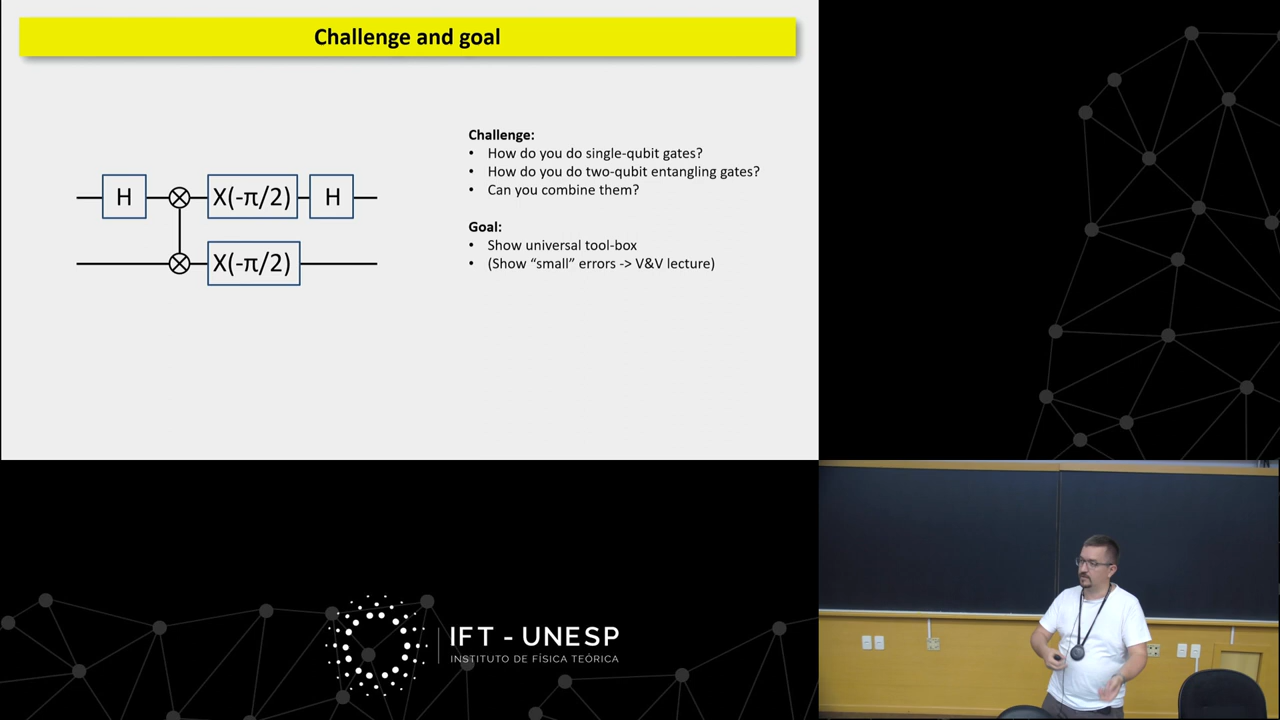 Challenge and goal
H
X(-π/2)
H
X(-π/2)
Challenge:
• How do you do single-qubit gates?
• How do you do two-qubit entangling gates?
• Can you combine them?
Goal:
• Show universal tool-box
• (Show “small” errors -> V&V lecture)
IFT - UNESP
INSTITUTO DE FÍSICA TEÓRICA